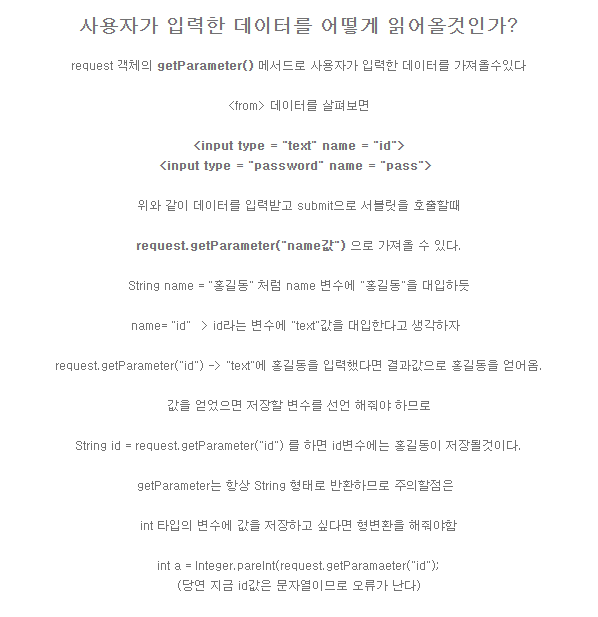 사용자가 입력한 데이터를 어떻게 읽어올것인가?
request 객체의 getParameter() 메서드로 사용자가 입력한 데이터를 가져올수있다
<from> 데이터를 살펴보면
<input type = "text" name = "id">
<input type = "password" name = "pass">
위와 같이 데이터를 입력받고 submit으로 서블릿을 호출할때
request.getParameter("name값") 으로 가져올 수 있다.
String name = "홍길동" 처럼 name 변수에 "홍길동"을 대입하듯
name= "id" > id라는 변수에 "text"값을 대입한다고 생각하자
request.getParameter("id") -> "text"에 홍길동을 입력했다면 결과값으로 홍길동을 얻어옴.
값을 얻었으면 저장할 변수를 선언 해줘야 하므로
String id = request.getParameter("id") 를 하면 id변수에는 홍길동이 저장될것이다.
getParameter는 항상 String 형태로 반환하므로 주의할점은
int 타입의 변수에 값을 저장하고 싶다면 형변환을 해줘야함
int a = Integer.pareInt(request.getParamaeter("id");
(당연 지금 id값은 문자열이므로 오류가 난다)